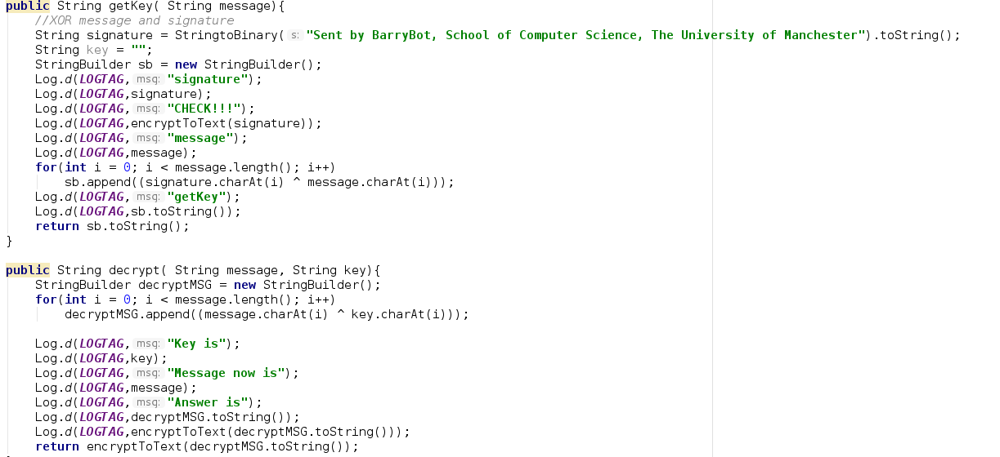 public String getKey( String message){
//XOR message and signature
String signature = StringtoBinary( s: "Sent by BarryBot, School of Computer Science, The University of Manchester").toString();
String key = "";
StringBuilder sb = new StringBuilder();
Log.d(LOGTAG, msg: "signature");
Log.d(LOGTAG,signature);
Log.d(LOGTAG, msg: "CHECK!!!");
Log.d(LOGTAG,encryptToText(signature));
Log.d(LOGTAG, msg: "message");
Log.d(LOGTAG,message);
for(int i = 0; i < message.length(); i++)
sb.append((signature.charAt(i) ^ message.charAt(i)));
Log.d(LOGTAG, msg: "getKey");
Log.d(LOGTAG,sb.toString());
return sb.toString();
}
public String decrypt( String message, String key){
StringBuilder decryptMSG = new StringBuilder();
for(int i = 0; i < message.length(); i++)
decryptMSG.append((message.charAt(i) ^ key.charAt(i)));
Log.d(LOGTAG, msg: "Key is");
Log.d(LOGTAG,key);
Log.d(LOGTAG, msg: "Message now is");
Log.d(LOGTAG,message);
Log.d(LOGTAG, msg: "Answer is");
Log.d(LOGTAG,decryptMSG.toString());
Log.d(LOGTAG,encryptToText(decryptMSG.toString()));
return encryptToText(decryptMSG.toString());